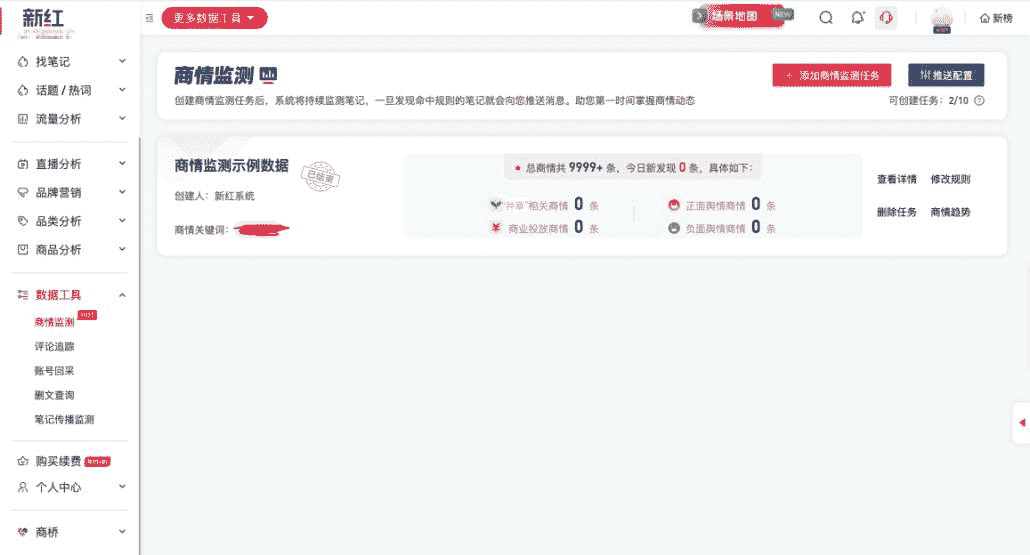 新红
更多数据工具
场景地图
NEW
新榜
找笔记
话题 / 热词
流量分析
直播分析
品牌营销
品类分析
商品分析
数据工具
商情监测
评论追踪
账号回采
删文查询
笔记传播监测
购买续费
个人中心
商桥
商情监测
+ 添加商情监测任务
推送配置
创建商情监测任务后，系统将持续监测笔记，一旦发现命中规则的笔记就会向您推送消息。助您第一时间掌握商情动态
可创建任务：2/10
商情监测示例数据
已结束
创建人：新红系统
商情关键词：
总商情共 9999+ 条，今日新发现 0 条，具体如下：
相关商情 0 条
正面舆情商情 0 条
商业投放商情 0 条
负面舆情商情 0 条
查看详情 修改规则
删除任务 商情趋势